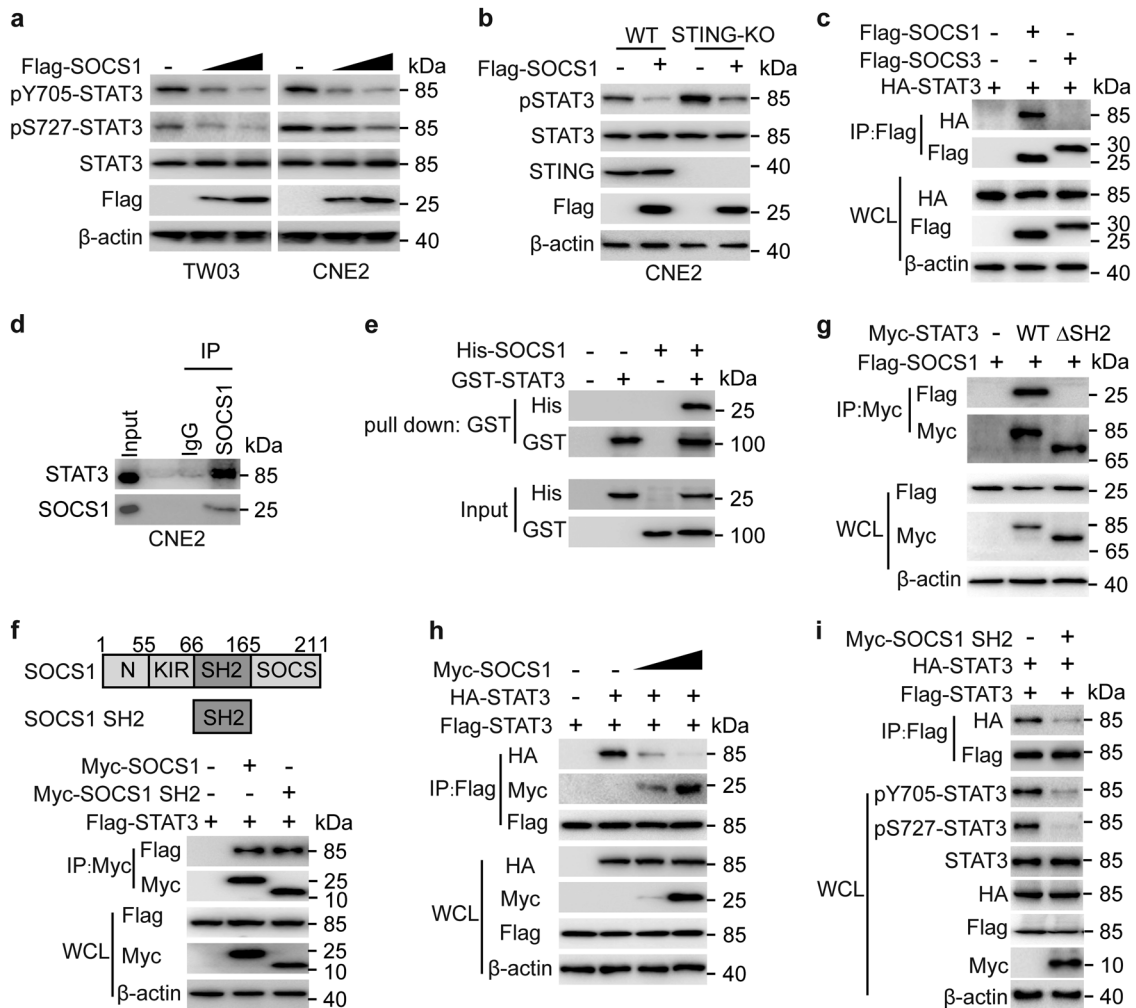 a
Flag-SOCS1 - - kDa
pY705-STAT3 85
pS727-STAT3 85
STAT3 85
Flag 25
β-actin 40
TW03 CNE2
b
WT STING-KO
Flag-SOCS1 - + - + kDa
pSTAT3 85
STAT3 85
STING 40
Flag 25
β-actin 40
CNE2
c
Flag-SOCS1 - + -
Flag-SOCS3 - - +
HA-STAT3 + + + kDa
IP:Flag
HA 85
Flag 30
25
WCL
HA 85
Flag 30
25
β-actin 40
d
IP
Input IgG SOCS1 kDa
STAT3 85
SOCS1 25
CNE2
e
His-SOCS1 - - + +
GST-STAT3 - + - + kDa
pull down: GST
His 25
GST 100
Input
His 25
GST 100
g
Myc-STAT3 - WT ΔSH2
Flag-SOCS1 + + + kDa
IP:Myc
Flag 25
Myc 85
65
WCL
Flag 25
Myc 85
65
β-actin 40
f
1 55 66 165 211
SOCS1 N KIR SH2 SOCS
SOCS1 SH2 SH2
Myc-SOCS1 - + -
Myc-SOCS1 SH2 - - +
Flag-STAT3 + + + kDa
IP:Myc
Flag 85
Myc 25
10
WCL
Flag 85
Myc 25
10
β-actin 40
h
Myc-SOCS1 - -
HA-STAT3 - + + +
Flag-STAT3 + + + + kDa
IP:Flag
HA 85
Myc 25
Flag 85
WCL
HA 85
Myc 25
Flag 85
β-actin 40
i
Myc-SOCS1 SH2 - +
HA-STAT3 + +
Flag-STAT3 + + kDa
IP:Flag
HA 85
Flag 85
WCL
pY705-STAT3 85
pS727-STAT3 85
STAT3 85
HA 85
Flag 85
Myc 10
β-actin 40